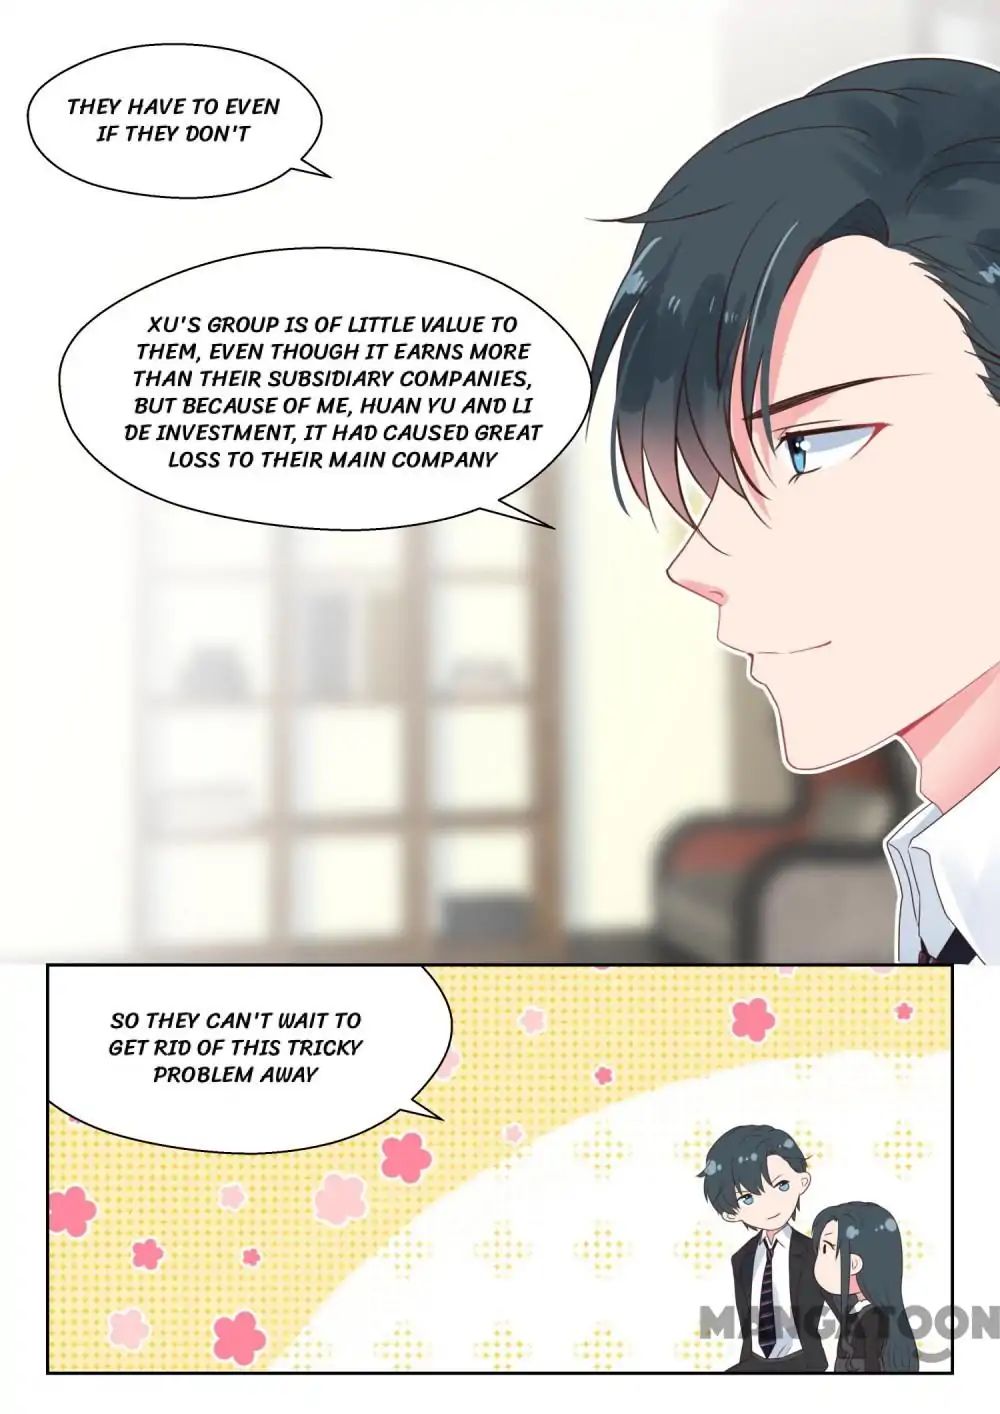 THEY HAVE TO EVEN
IF THEY DON'T
XU'S GROUP IS OF LITTLE VALUE TO
THEM, EVEN THOUGH IT EARNS MORE
THAN THEIR SUBSIDIARY COMPANIES,
BUT BECAUSE OF ME, HUAN YU AND LI
DE INVESTMENT, IT HAD CAUSED GREAT
LOSS TO THEIR MAIN COMPANY
SO THEY CAN'T WAIT TO
GET RID OF THIS TRICKY
PROBLEM AWAY
MANGATOON